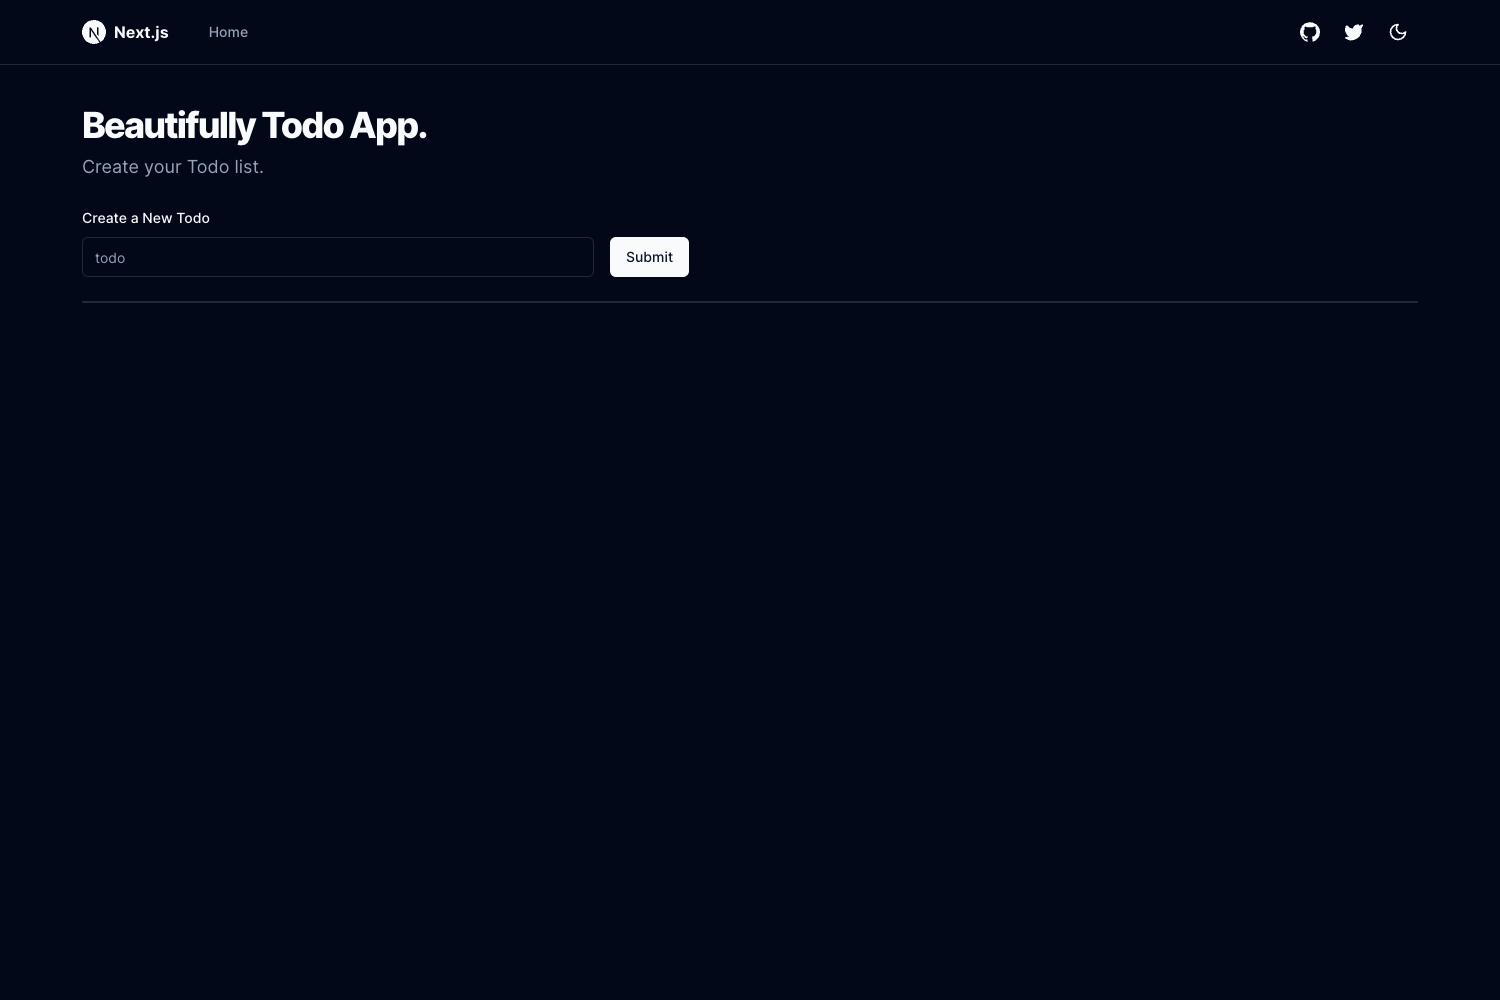 Next.js
Home
Beautifully Todo App.
Create your Todo list.
Create a New Todo
todo
Submit